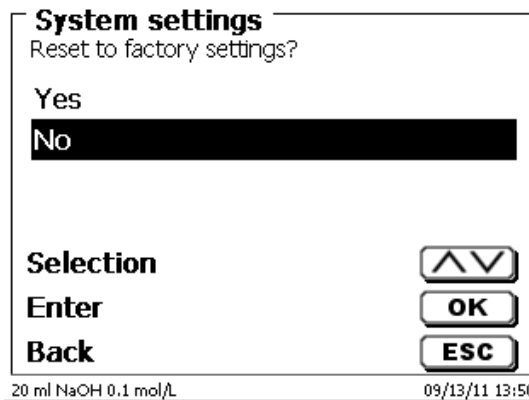 System settings
Reset to factory settings?
Yes
No
Selection
Enter OK
Back ESC
20 ml NaOH 0.1 mol/L 09/13/11 13:50